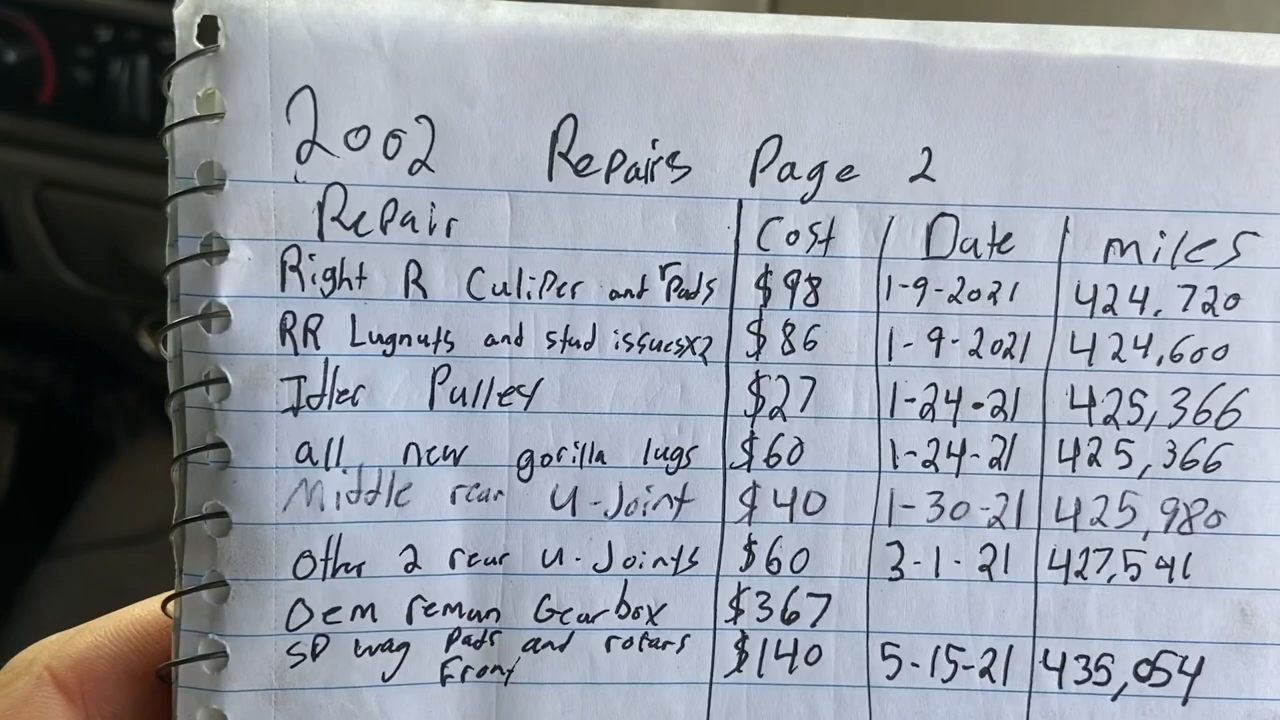 2002 Repairs Page 2
Repair Cost Date miles
Right R Culiper and rPads $98 1-9-2021 424,720
RR Lugnuts and stud issuesx2 $86 1-9-2021 424,600
Idler Pulley $27 1-24-21 425,366
all new gorilla lugs $60 1-24-21 425,366
Middle rear U-Joint $40 1-30-21 425,980
Other 2 rear U-Joints $60 3-1-21 427,541
Oem reman Gearbox $367
SP wag Pads and rotars $140 5-15-21 435,054
Front